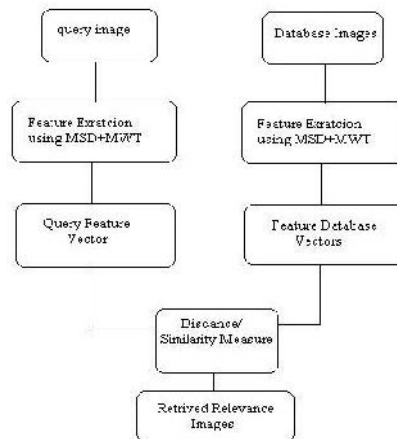 query image
Database Images
Feature Exratcion
using MSD+MWT
Feature Exratcion
using MSD+MWT
Query Feature
Vector
Feature Database
Vectors
Discance/
Similarity Measure
Retrived Relevance
Images